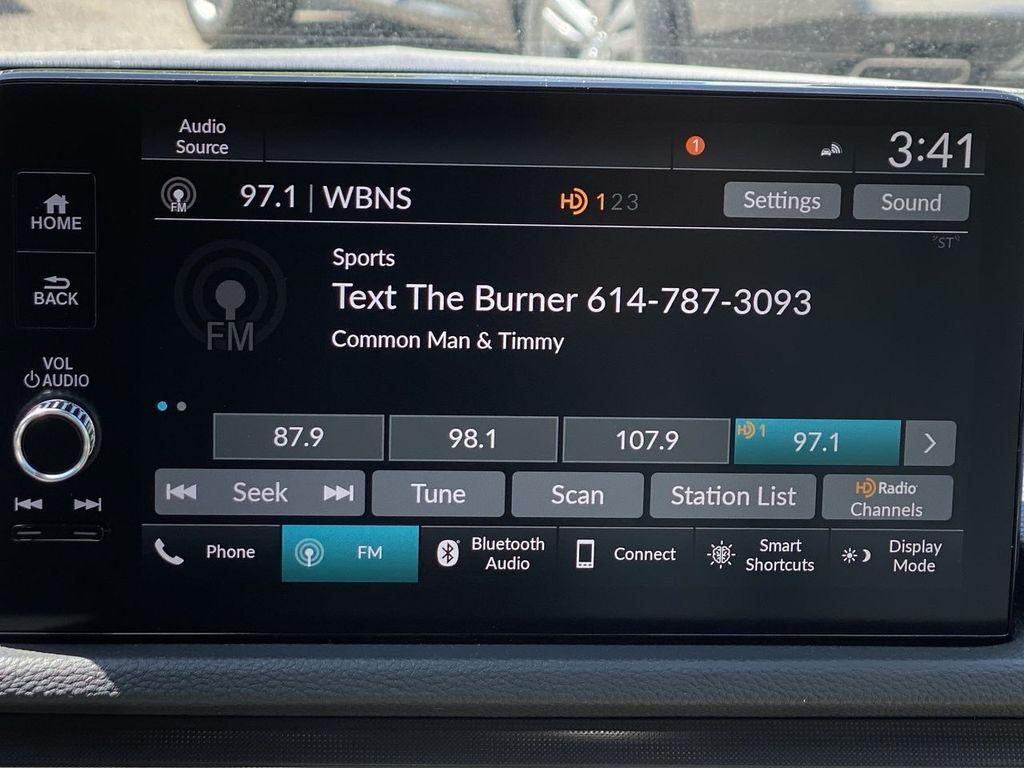 Audio
Source
1
3:41
HOME
BACK
VOL
AUDIO
FM
97.1 | WBNS
HD 1 2 3
Settings
Sound
"ST"
Sports
Text The Burner 614-787-3093
Common Man & Timmy
FM
87.9
98.1
107.9
HD 1
97.1
Seek
Tune
Scan
Station List
HD Radio
Channels
Phone
FM
Bluetooth
Audio
Connect
Smart
Shortcuts
Display
Mode